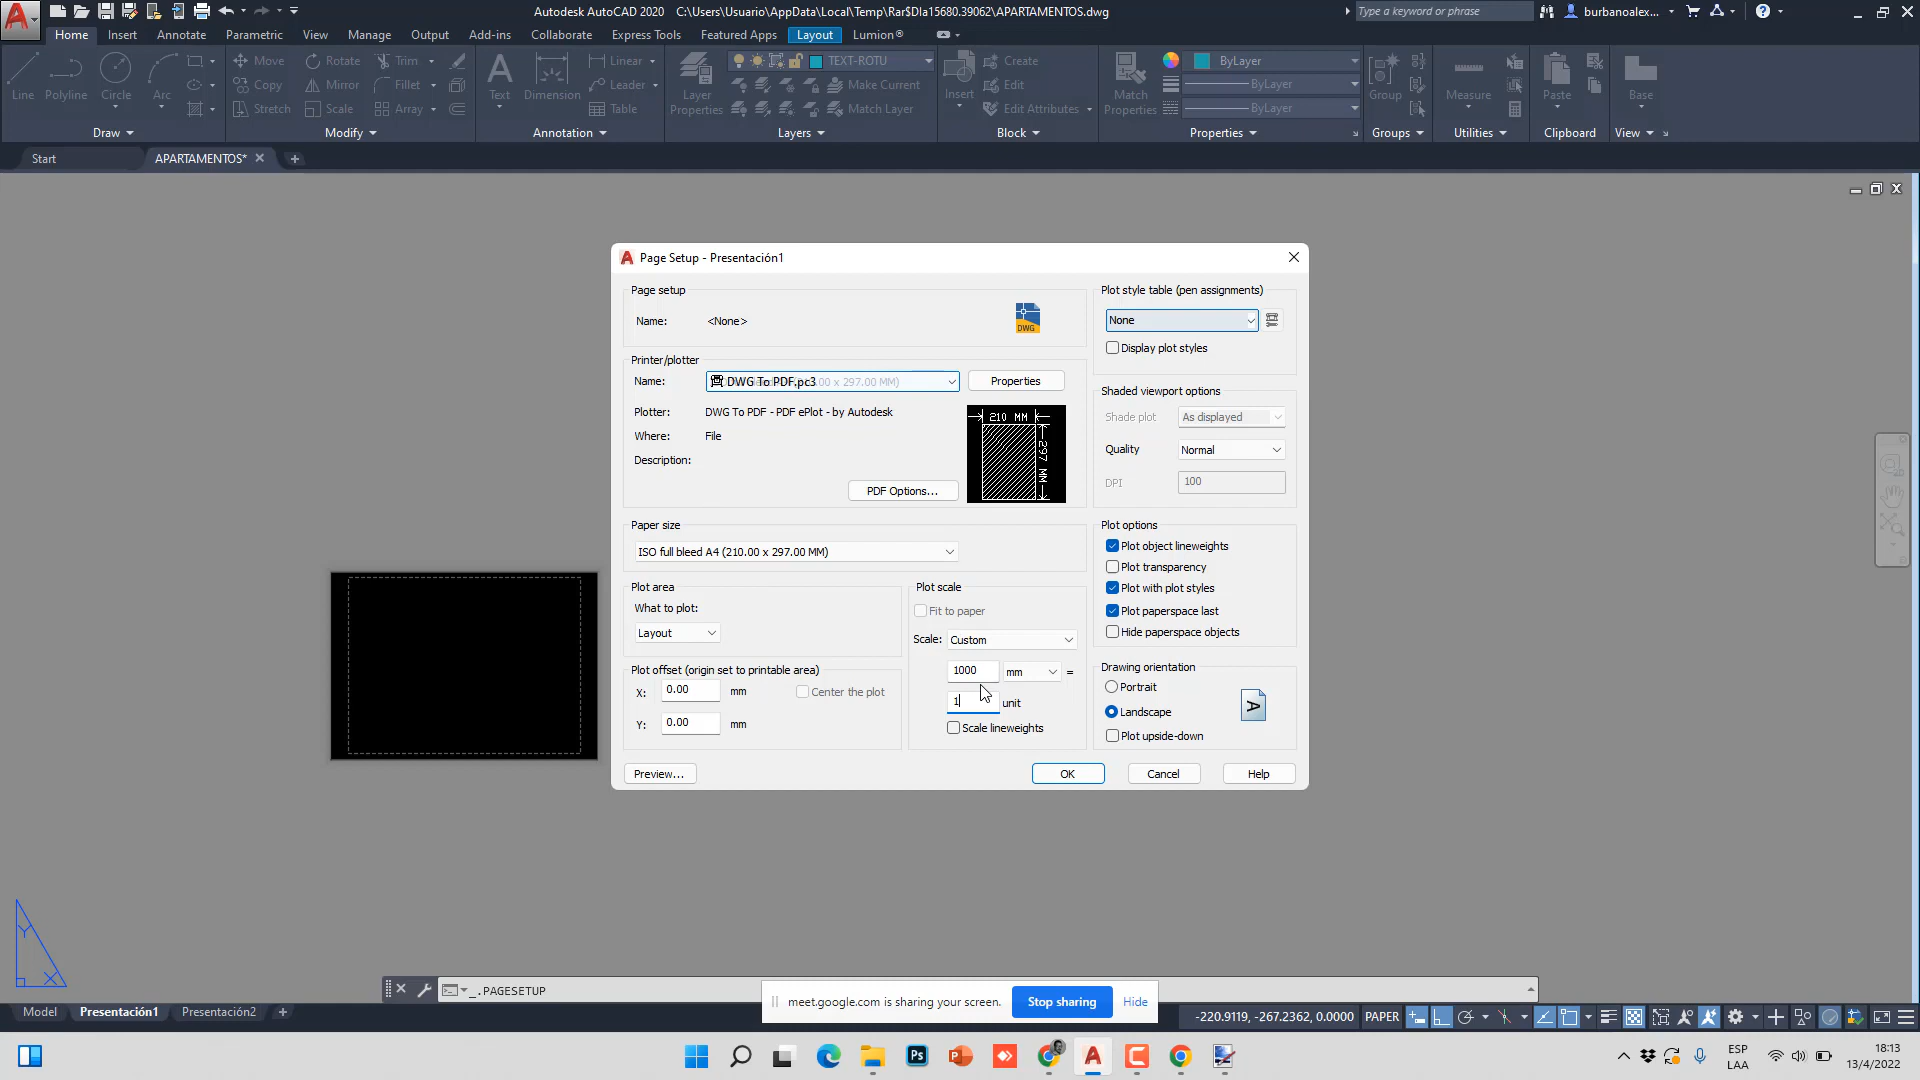 Autodesk AutoCAD 2020 C:\Users\Usuario\AppData\Local\Temp\Rar$DIa15680.39062\APARTAMENTOS.dwg
Type a keyword or phrase
burbanoalex...
Home Insert Annotate Parametric View Manage Output Add-ins Collaborate Express Tools Featured Apps Layout Lumion®
Line Polyline Circle Arc
Move Rotate Trim
Copy Mirror Fillet
Stretch Scale Array
Text Dimension
Linear
Leader
Table
Layer Properties
TEXT-ROTU
Make Current
Match Layer
Insert
Create
Edit
Edit Attributes
Match Properties
ByLayer
ByLayer
ByLayer
Group Measure Paste Base
Draw Modify Annotation Layers Block Properties Groups Utilities Clipboard View
Start APARTAMENTOS*
Page Setup - Presentación1
Page setup
Name: <None>
DWG
Printer/plotter
Name: DWG To PDF.pc3
Properties
Plotter: DWG To PDF - PDF ePlot - by Autodesk
Where: File
Description:
PDF Options...
210 MM
297 MM
Paper size
ISO full bleed A4 (210.00 x 297.00 MM)
Plot area
What to plot:
Layout
Plot offset (origin set to printable area)
X: 0.00 mm
Center the plot
Y: 0.00 mm
Plot scale
Fit to paper
Scale: Custom
1000 mm =
1 unit
Scale lineweights
Plot style table (pen assignments)
None
Display plot styles
Shaded viewport options
Shade plot As displayed
Quality Normal
DPI 100
Plot options
Plot object lineweights
Plot transparency
Plot with plot styles
Plot paperspace last
Hide paperspace objects
Drawing orientation
Portrait
Landscape
Plot upside-down
A
Preview... OK Cancel Help
Y
X
_.PAGESETUP
meet.google.com is sharing your screen. Stop sharing Hide
Model Presentación1 Presentación2
-220.9119, -267.2362, 0.0000 PAPER
Ps
ESP
LAA
18:13
13/4/2022